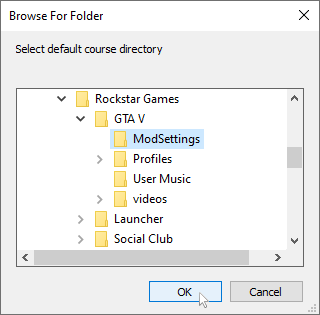 Browse For Folder
Select default course directory
Rockstar Games
GTA V
ModSettings
Profiles
User Music
videos
Launcher
Social Club
OK
Cancel